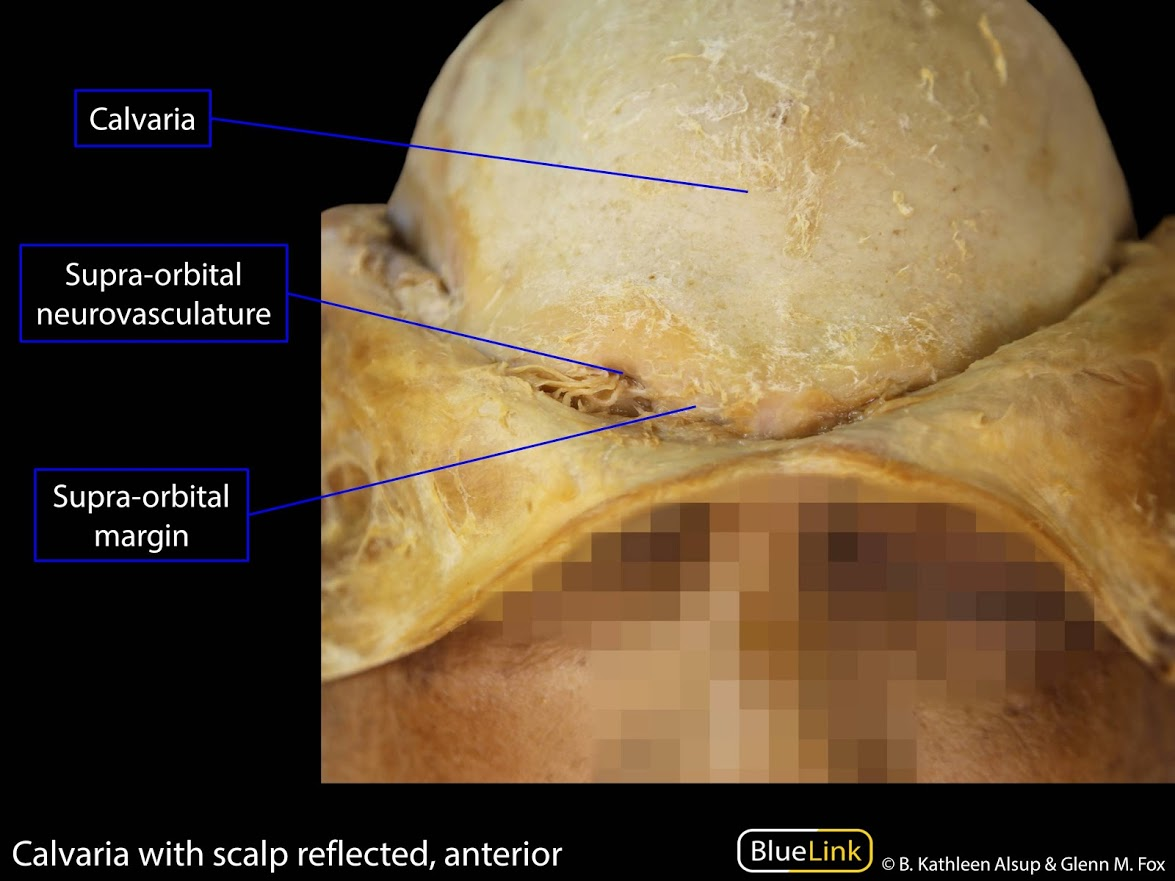 Calvaria
Supra-orbital
neurovasculature
Supra-orbital
margin
Calvaria with scalp reflected, anterior
BlueLink
© B. Kathleen Alsup & Glenn M. Fox